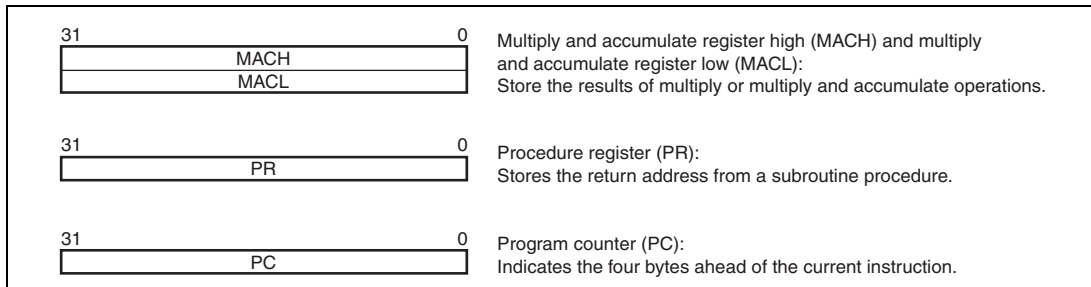 31 0
MACH
MACL
Multiply and accumulate register high (MACH) and multiply
and accumulate register low (MACL):
Store the results of multiply or multiply and accumulate operations.
31 0
PR
Procedure register (PR):
Stores the return address from a subroutine procedure.
31 0
PC
Program counter (PC):
Indicates the four bytes ahead of the current instruction.